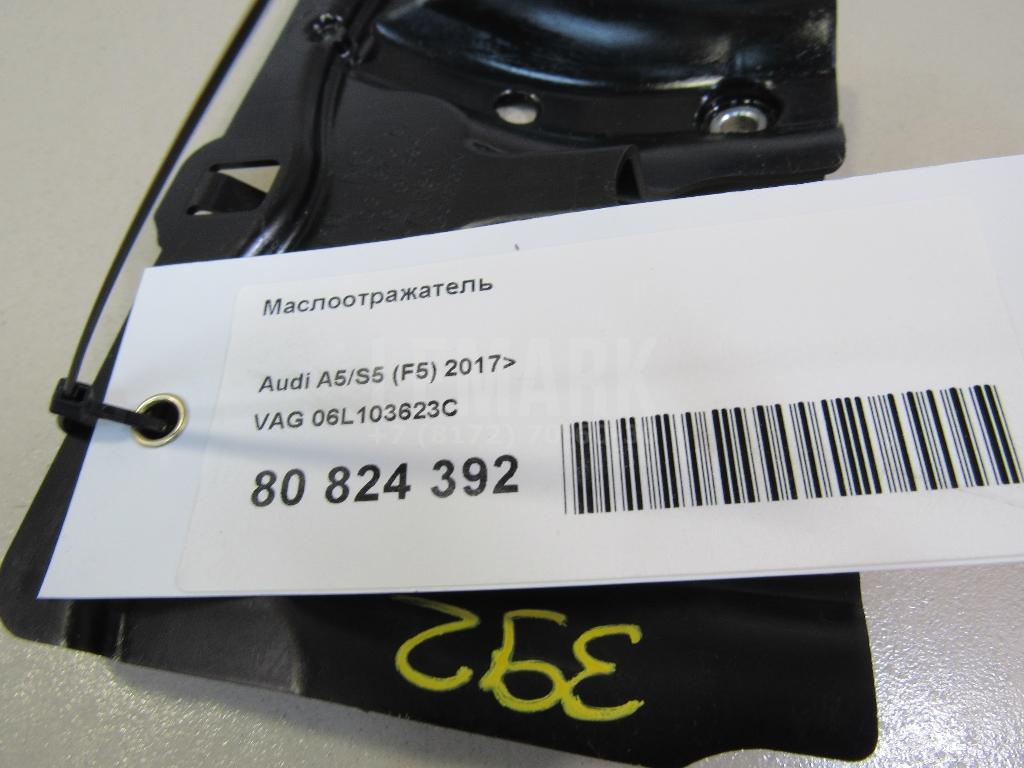 Маслоотражатель
Audi A5/S5 (F5) 2017>
VAG 06L103623C
80 824 392
392